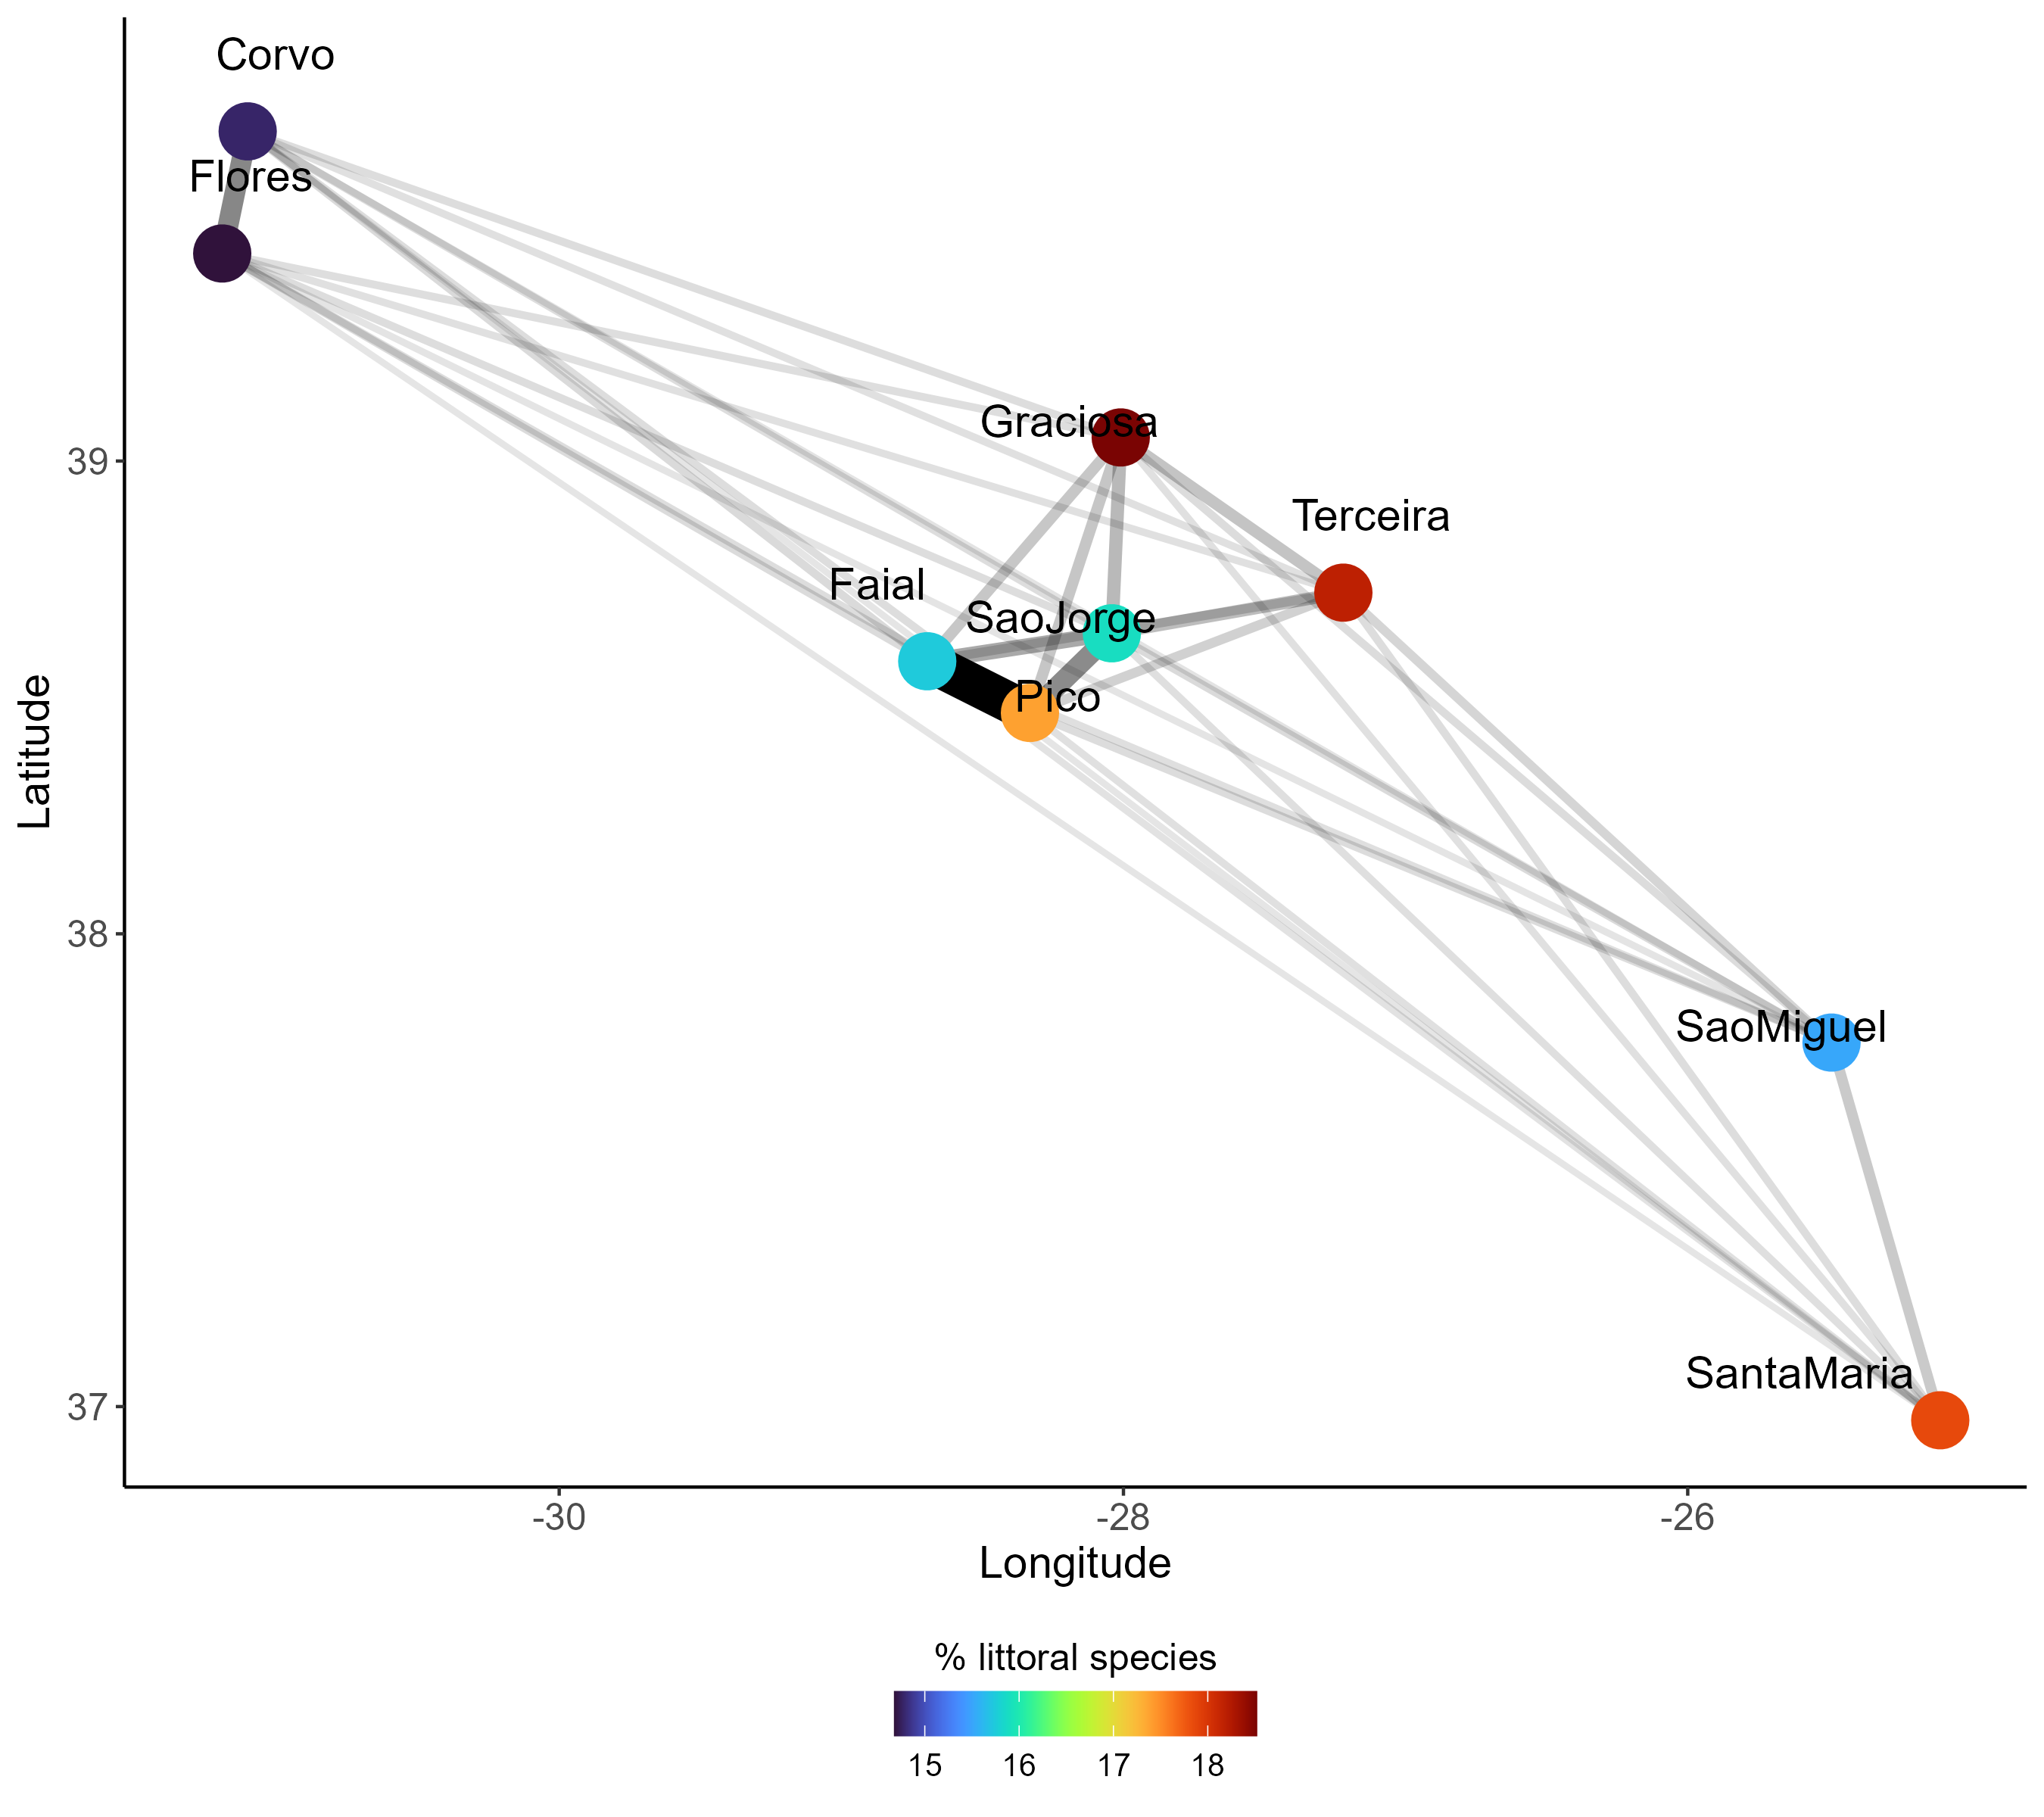 Corvo
Flores
Graciosa
39
Terceira
Faial
SaoJorge
Pico
Latitude
38
SaoMiguel
SantaMaria
37
-30
-28
-26
Longitude
% littoral species
15
16
17
18